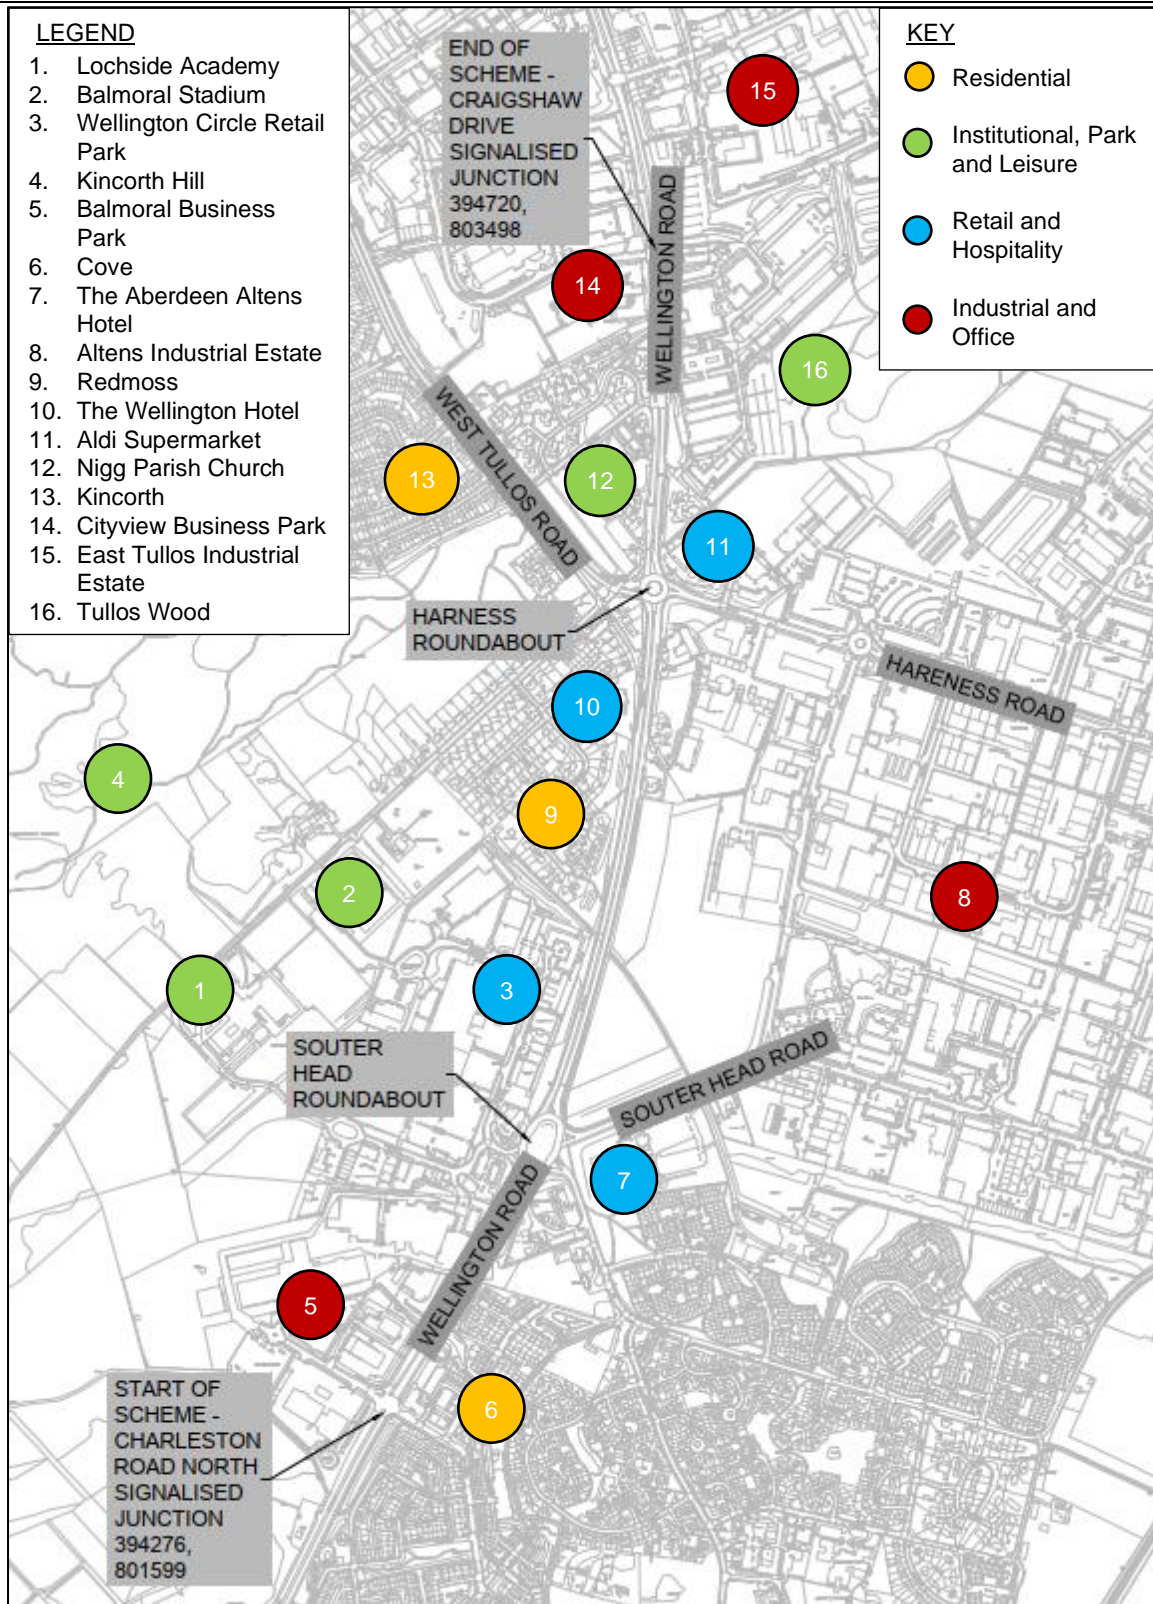 LEGEND
1. Lochside Academy
2. Balmoral Stadium
3. Wellington Circle Retail
Park
4. Kincorth Hill
5. Balmoral Business
Park
6. Cove
7. The Aberdeen Altens
Hotel
8. Altens Industrial Estate
9. Redmoss
10. The Wellington Hotel
11. Aldi Supermarket
12. Nigg Parish Church
13. Kincorth
14. Cityview Business Park
15. East Tullos Industrial
Estate
16. Tullos Wood
KEY
Residential
Institutional, Park
and Leisure
Retail and
Hospitality
Industrial and
Office
END OF
SCHEME -
CRAIGSHAW
DRIVE
SIGNALISED
JUNCTION
394720,
803498
15
14
WELLINGTON ROAD
16
WEST TULLOS ROAD
13
12
11
HARNESS
ROUNDABOUT
HARENESS ROAD
10
4
9
2
8
1
3
SOUTER
HEAD
ROUNDABOUT
SOUTER HEAD ROAD
7
WELLINGTON ROAD
5
6
START OF
SCHEME -
CHARLESTON
ROAD NORTH
SIGNALISED
JUNCTION
394276,
801599